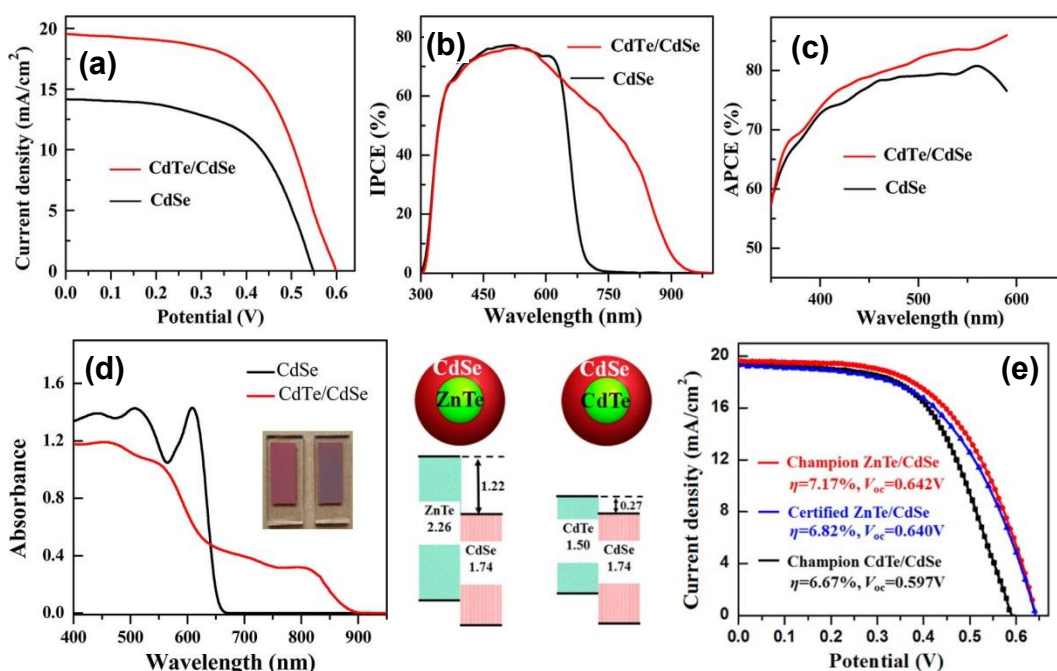 (a)
Current density (mA/cm²)
20
15
10
5
0
CdTe/CdSe
CdSe
0.0 0.1 0.2 0.3 0.4 0.5 0.6
Potential (V)
(b)
IPCE (%)
80
60
40
20
0
CdTe/CdSe
CdSe
300 450 600 750 900
Wavelength (nm)
(c)
APCE (%)
80
70
60
50
CdTe/CdSe
CdSe
400 500 600
Wavelength (nm)
(d)
Absorbance
1.6
1.2
0.8
0.4
0.0
CdSe
CdTe/CdSe
400 500 600 700 800 900
Wavelength (nm)
CdSe
ZnTe
1.22
ZnTe
2.26
CdSe
1.74
CdSe
CdTe
0.27
CdTe
1.50
CdSe
1.74
(e)
Current density (mA/cm²)
20
16
12
8
4
0
Champion ZnTe/CdSe
η=7.17%, Voc=0.642V
Certified ZnTe/CdSe
η=6.82%, Voc=0.640V
Champion CdTe/CdSe
η=6.67%, Voc=0.597V
0.0 0.1 0.2 0.3 0.4 0.5 0.6
Potential (V)